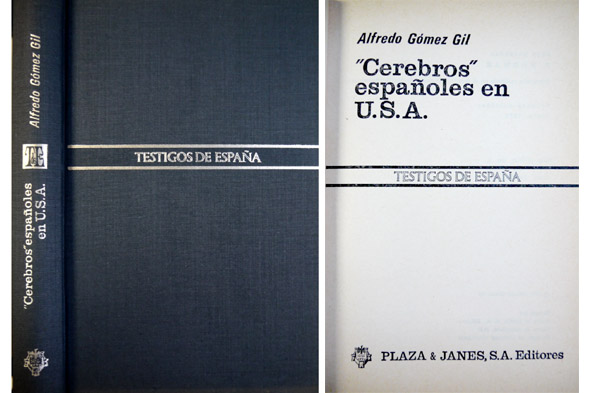 Alfredo Gómez Gil
TE
"Cerebros" españoles
en U.S.A.
TESTIGOS DE ESPAÑA
Alfredo Gómez Gil
"Cerebros"
españoles en
U.S.A.
TESTIGOS DE ESPAÑA
PLAZA & JANES, S.A. Editores